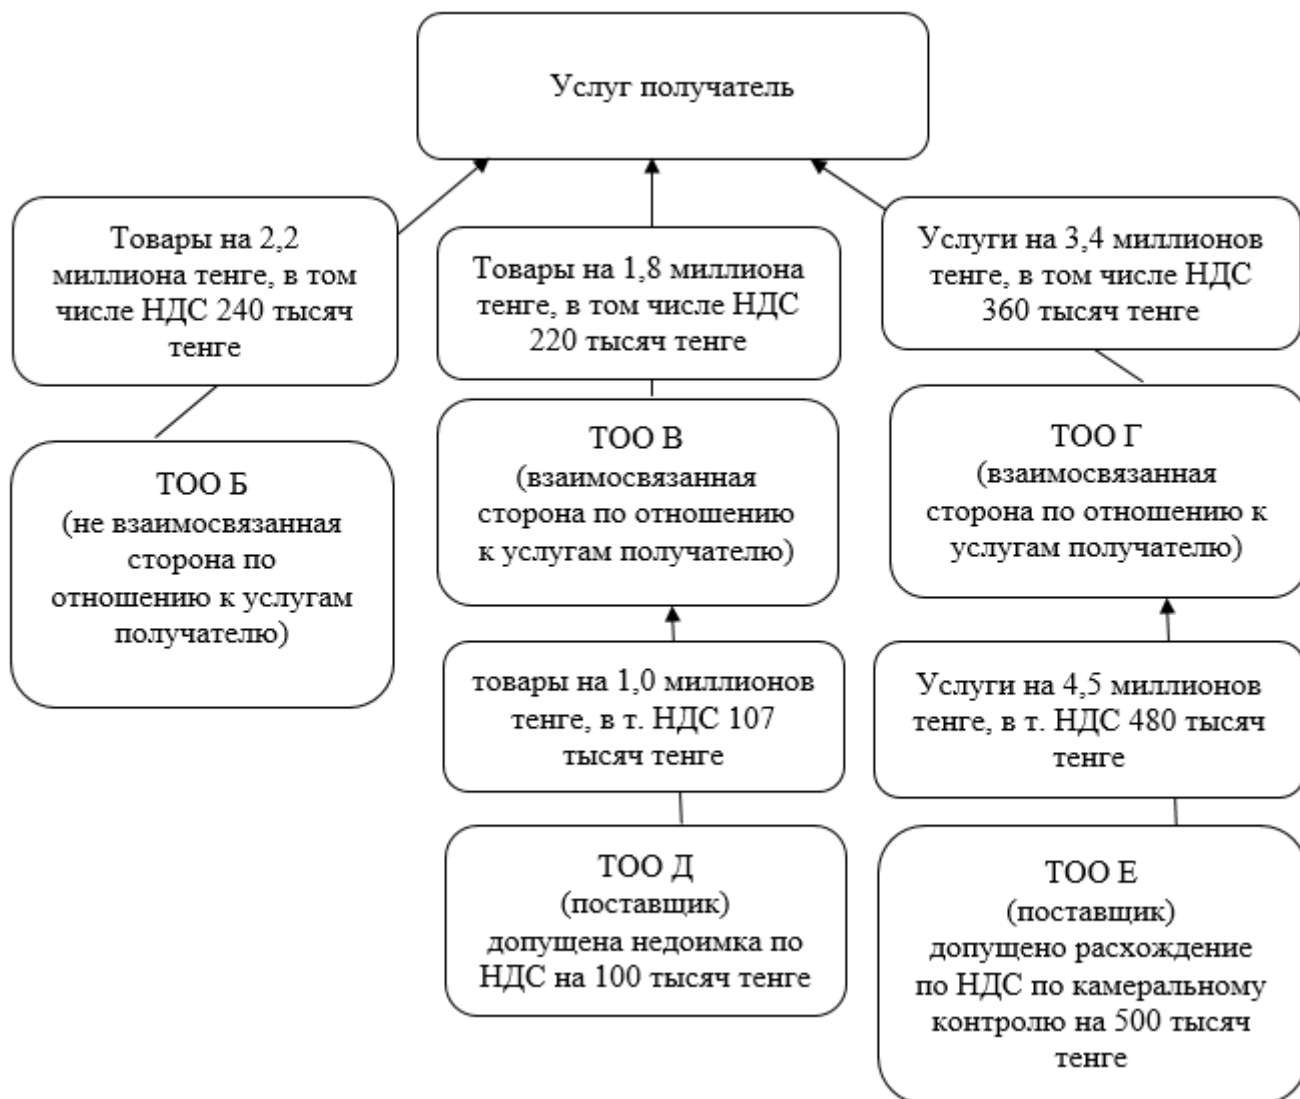 Услуг получатель
Товары на 2,2
миллиона тенге, в том
числе НДС 240 тысяч
тенге
Товары на 1,8 миллиона
тенге, в том числе НДС
220 тысяч тенге
Услуги на 3,4 миллионов
тенге, в том числе НДС
360 тысяч тенге
ТОО Б
(не взаимосвязанная
сторона по
отношению к услугам
получателю)
ТОО В
(взаимосвязанная
сторона по отношению
к услугам получателю)
ТОО Г
(взаимосвязанная
сторона по отношению к
услугам получателю)
товары на 1,0 миллионов
тенге, в т. НДС 107
тысяч тенге
Услуги на 4,5 миллионов
тенге, в т. НДС 480 тысяч
тенге
ТОО Д
(поставщик)
допущена недоимка по
НДС на 100 тысяч тенге
ТОО Е
(поставщик)
допущено расхождение
по НДС по камеральному
контролю на 500 тысяч
тенге